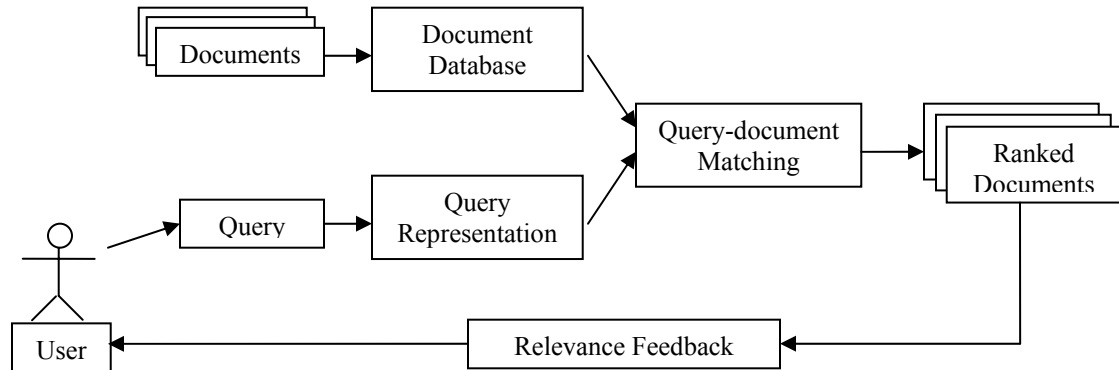 Documents
Document
Database
Query-document
Matching
Ranked
Documents
Query
Query
Representation
User
Relevance Feedback